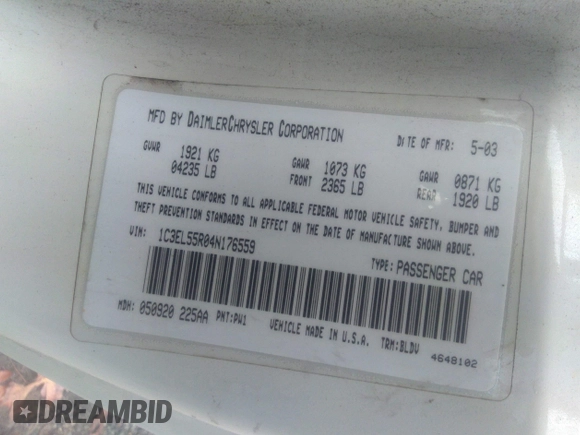 MFD BY DAIMLERCHRYSLER CORPORATION DATE OF MFR: 5-03
GVWR 1921 KG GAWR 1073 KG GAWR 0871 KG
04235 LB FRONT 2365 LB REAR 1920 LB
THIS VEHICLE CONFORMS TO ALL APPLICABLE FEDERAL MOTOR VEHICLE SAFETY, BUMPER AND
THEFT PREVENTION STANDARDS IN EFFECT ON THE DATE OF MANUFACTURE SHOWN ABOVE.
VIN: 1C3EL55R04N176559 TYPE: PASSENGER CAR
MDH: 050920 225AA PNT: PW1 VEHICLE MADE IN U.S.A. TRM: BLDV
4648102
DREAMBID